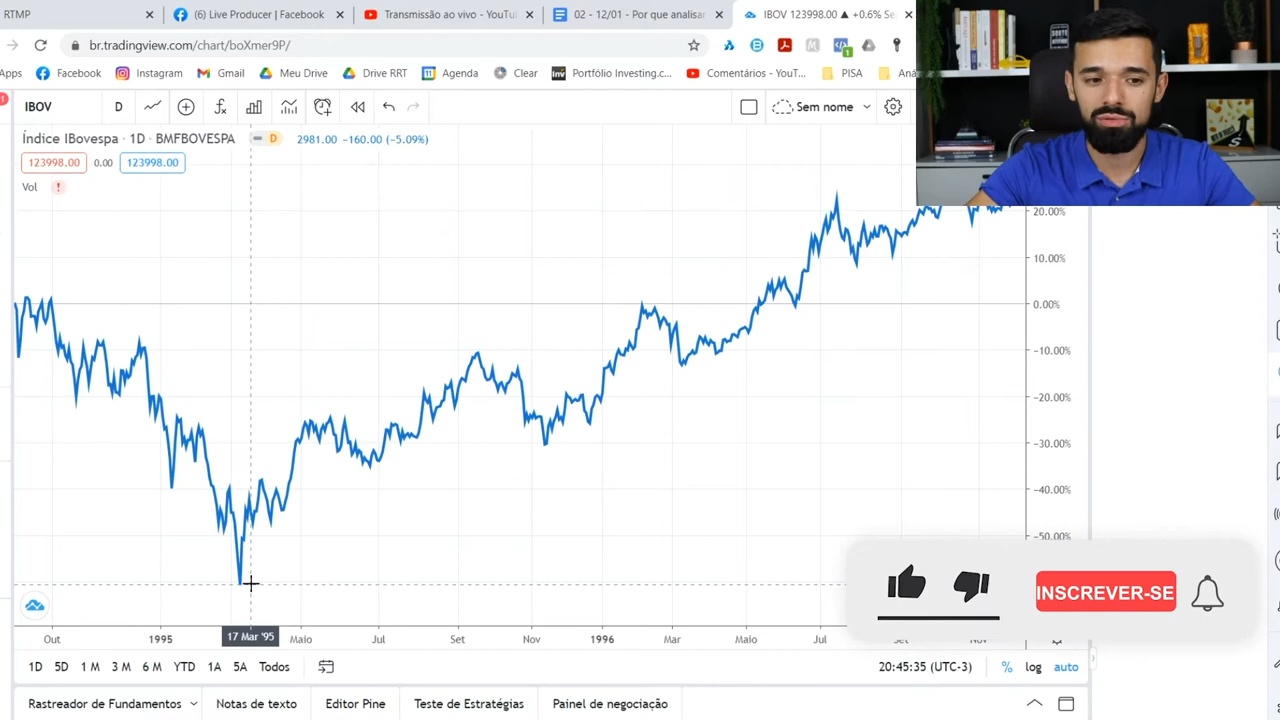 RTMP
(6) Live Producer | Facebook
Transmissão ao vivo - YouTu
02 - 12/01 - Por que analisar
IBOV 123998.00 ▲ +0.6% Se
br.tradingview.com/chart/boXmer9P/
Apps Facebook Instagram Gmail Meu Drive Drive RRT Agenda Clear Portfólio Investing.c... Comentários - YouT... PISA
IBOV D
Sem nome
Índice IBovespa · 1D · BMFBOVESPA D 2981.00 −160.00 (−5.09%)
123998.00 0.00 123998.00
Vol
20.00%
10.00%
0.00%
-10.00%
-20.00%
-30.00%
-40.00%
-50.00%
INSCREVER-SE
Out 1995 17 Mar '95 Maio Jul Set Nov 1996 Mar Maio Jul Set Nov
1D 5D 1 M 3 M 6 M YTD 1A 5A Todos 20:45:35 (UTC-3) % log auto
Rastreador de Fundamentos Notas de texto Editor Pine Teste de Estratégias Painel de negociação